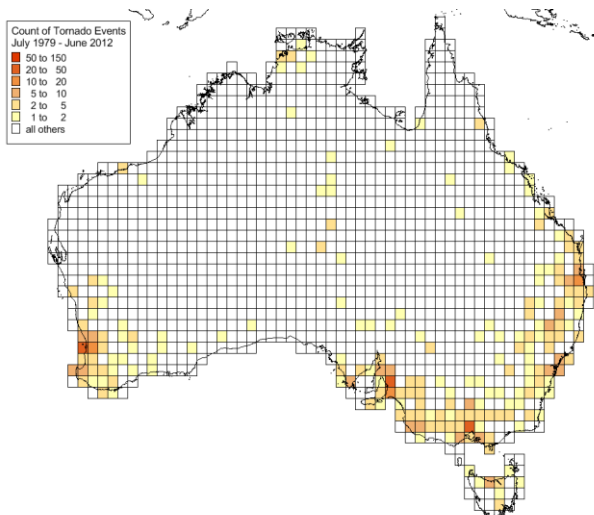 Count of Tornado Events
July 1979 - June 2012
50 to 150
20 to 50
10 to 20
5 to 10
2 to 5
1 to 2
all others